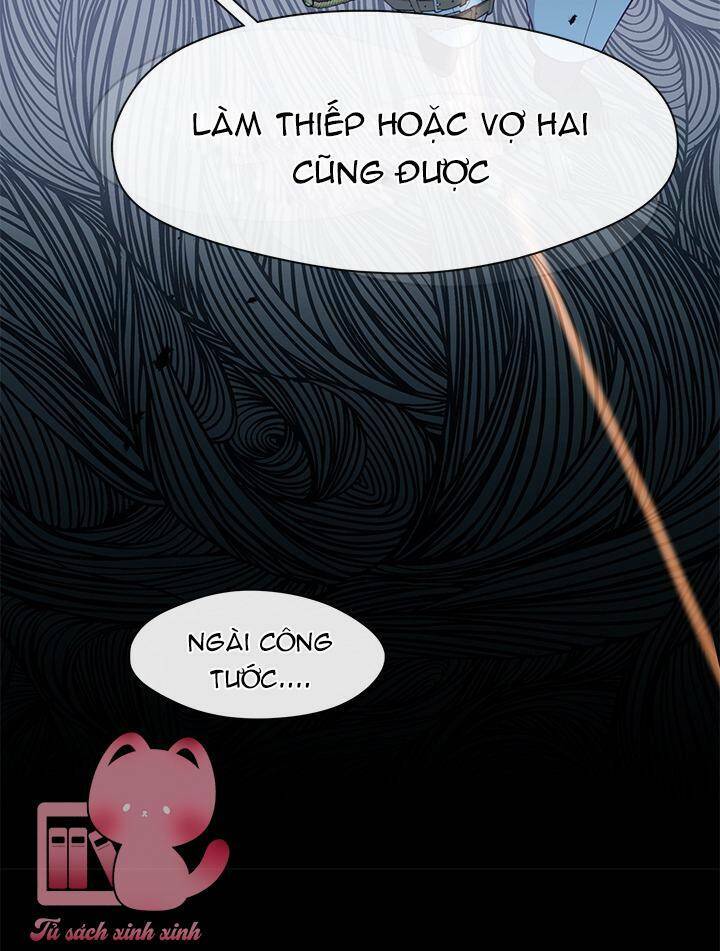 LÀM THIẾP HOẶC VỢ HAI
CŨNG ĐƯỢC
NGÀI CÔNG
TƯỚC....
Tủ sách xinh xinh